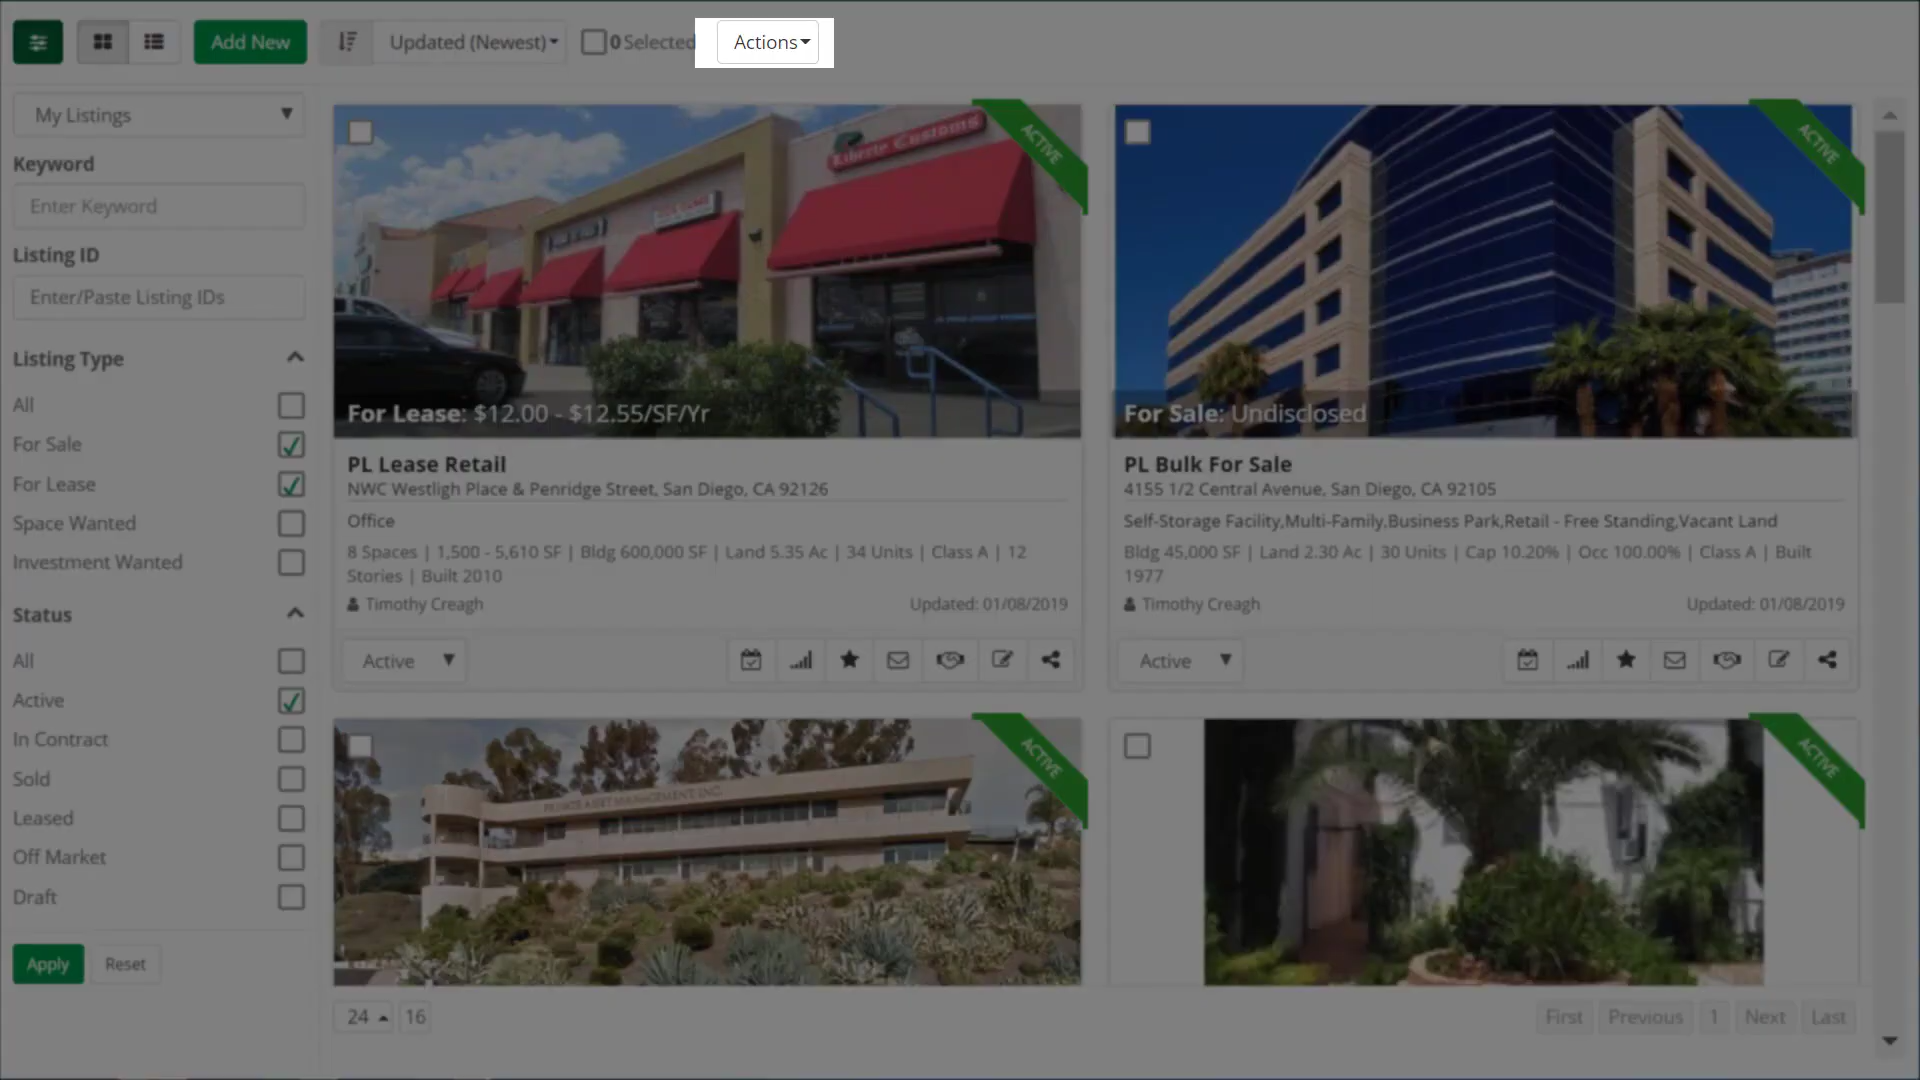 Add New
Updated (Newest)
0 Selected
Actions
My Listings
Keyword
Enter Keyword
Listing ID
Enter/Paste Listing IDs
Listing Type
All
For Sale
For Lease
Space Wanted
Investment Wanted
Status
All
Active
In Contract
Sold
Leased
Off Market
Draft
Apply
Reset
Liberte Customs
ACTIVE
For Lease: $12.00 - $12.55/SF/Yr
PL Lease Retail
NWC Westligh Place & Penridge Street, San Diego, CA 92126
Office
8 Spaces | 1,500 - 5,610 SF | Bldg 600,000 SF | Land 5.35 Ac | 34 Units | Class A | 12
Stories | Built 2010
Timothy Creagh
Updated: 01/08/2019
Active
ACTIVE
For Sale: Undisclosed
PL Bulk For Sale
4155 1/2 Central Avenue, San Diego, CA 92105
Self-Storage Facility,Multi-Family,Business Park,Retail - Free Standing,Vacant Land
Bldg 45,000 SF | Land 2.30 Ac | 30 Units | Cap 10.20% | Occ 100.00% | Class A | Built
1977
Timothy Creagh
Updated: 01/08/2019
Active
ACTIVE
ACTIVE
24
16
First
Previous
1
Next
Last